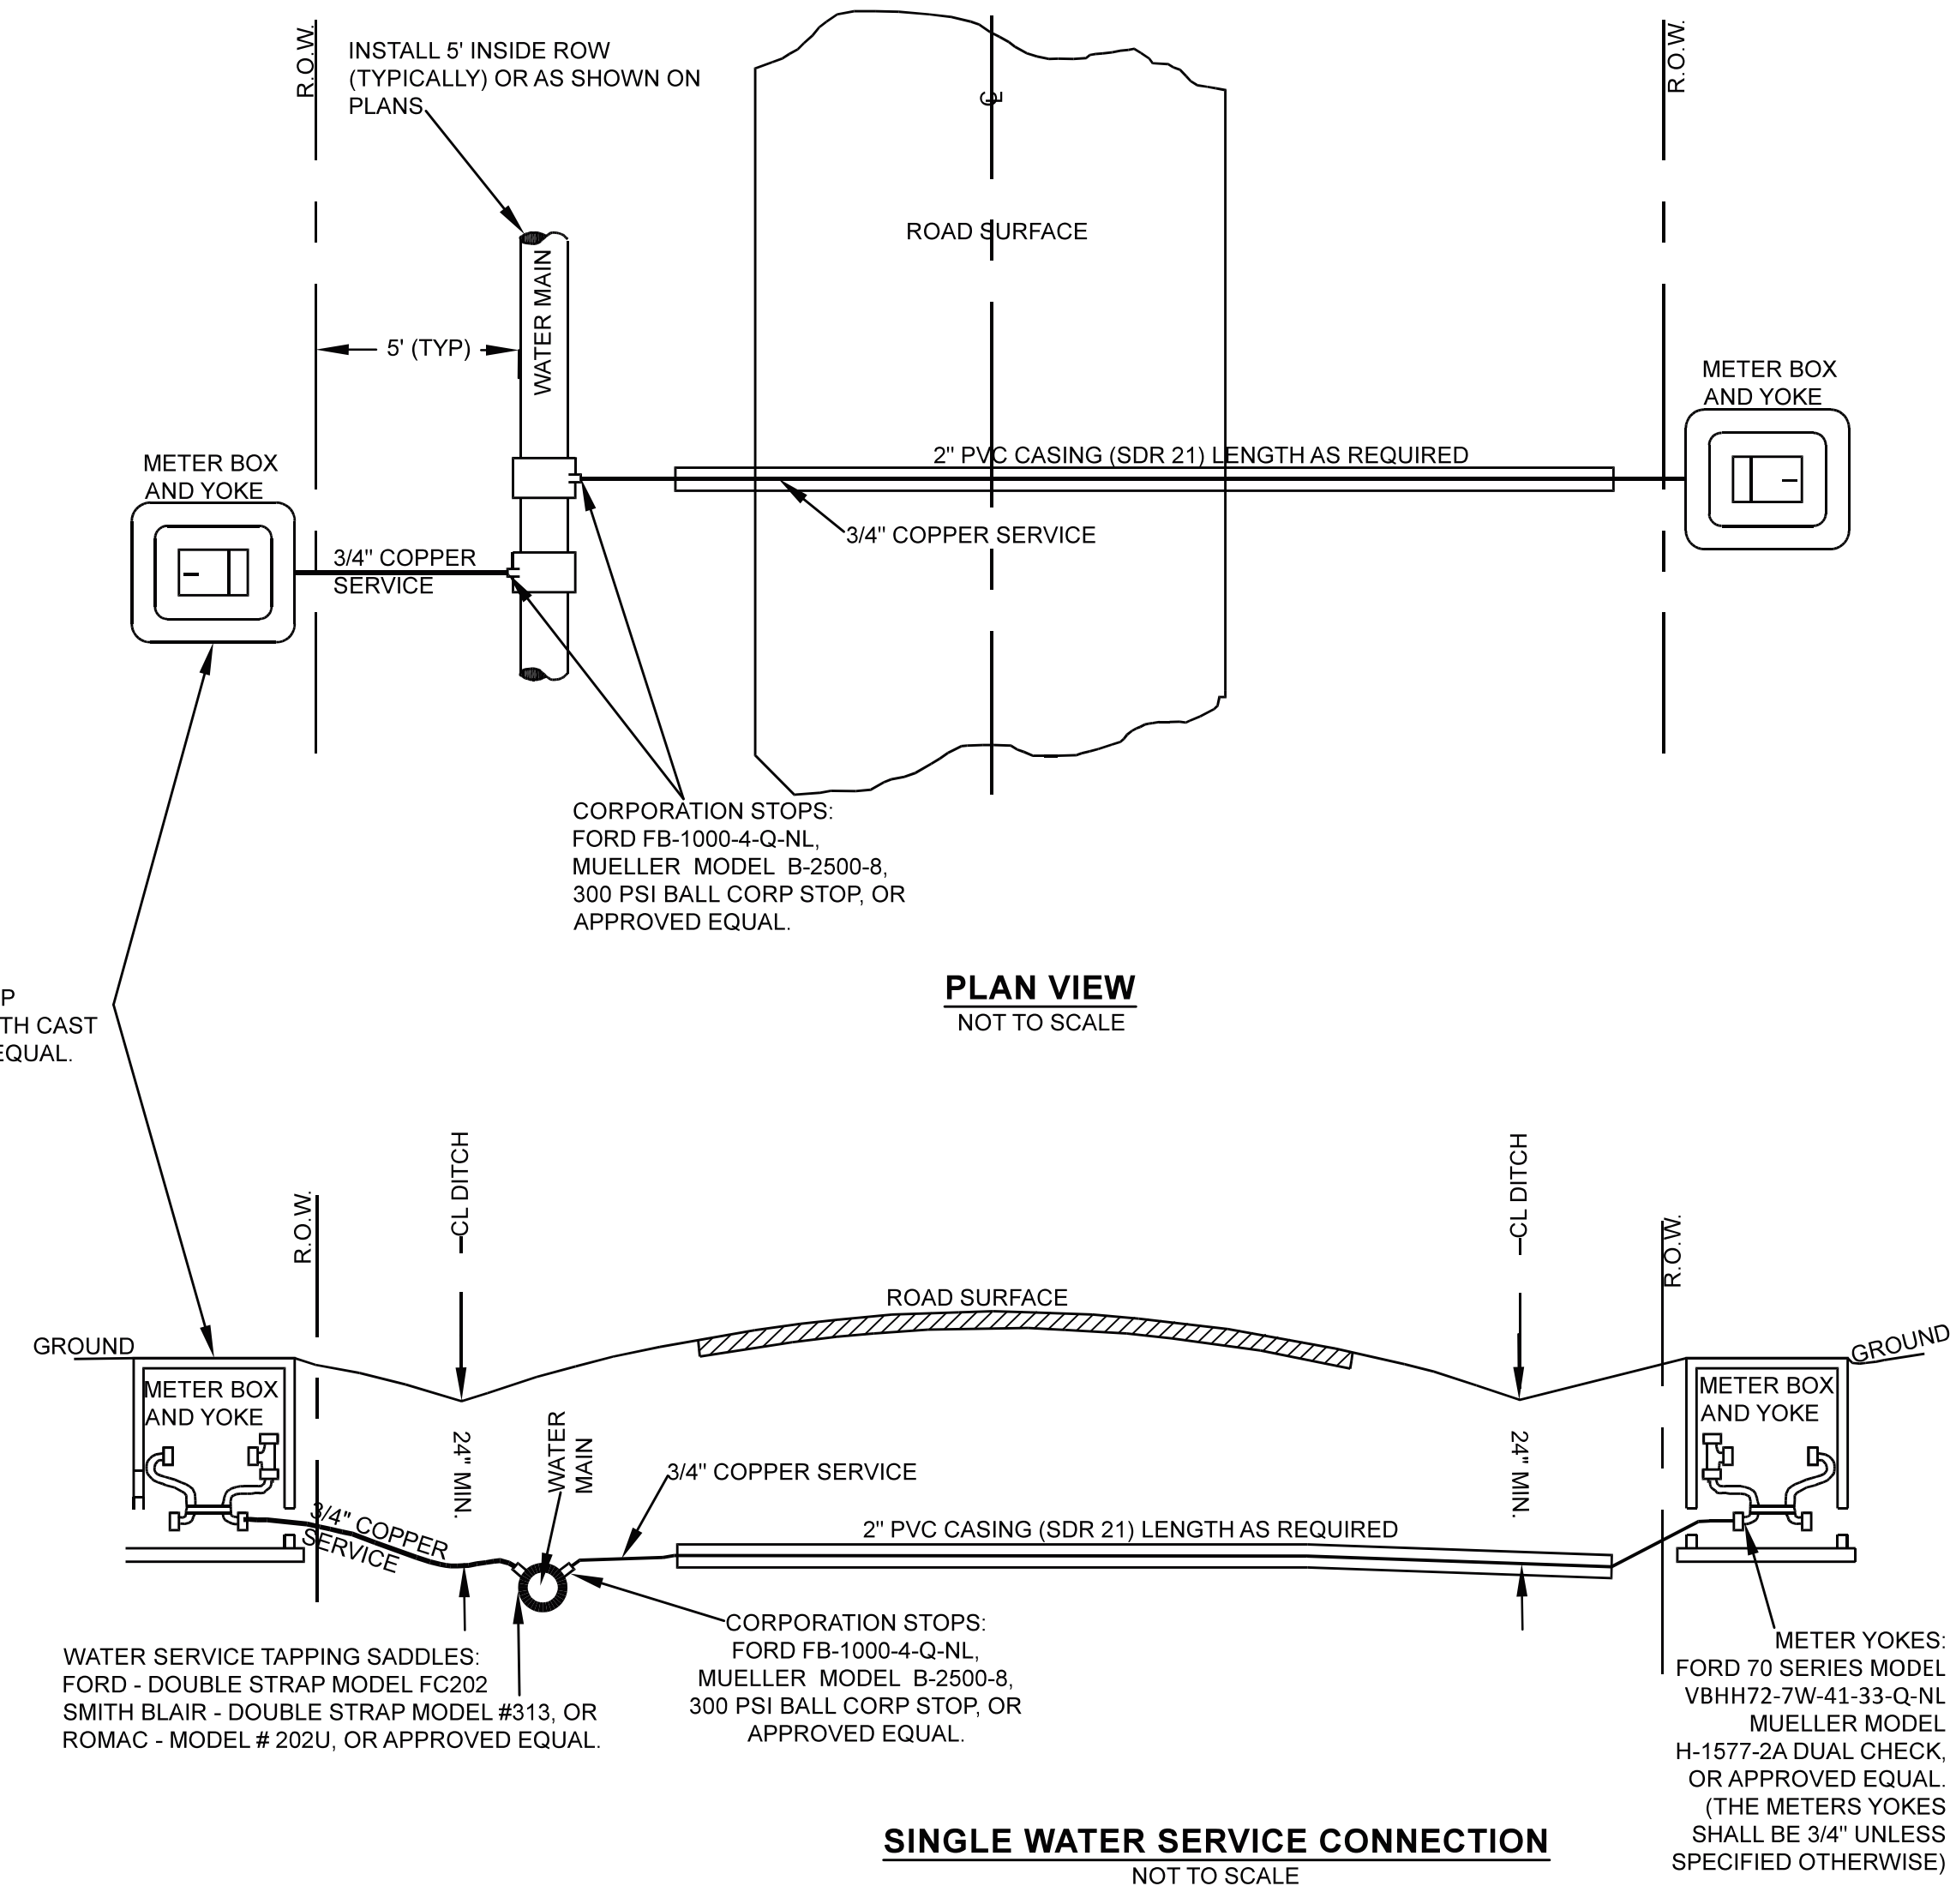 R.O.W.
INSTALL 5' INSIDE ROW
(TYPICALLY) OR AS SHOWN ON
PLANS
R.O.W.
ROAD SURFACE
WATER MAIN
5' (TYP)
METER BOX
AND YOKE
METER BOX
AND YOKE
2" PVC CASING (SDR 21) LENGTH AS REQUIRED
3/4" COPPER SERVICE
3/4" COPPER
SERVICE
CORPORATION STOPS:
FORD FB-1000-4-Q-NL,
MUELLER MODEL B-2500-8,
300 PSI BALL CORP STOP, OR
APPROVED EQUAL.
PLAN VIEW
NOT TO SCALE
P
TH CAST
EQUAL.
CL DITCH
CL DITCH
R.O.W.
R.O.W.
ROAD SURFACE
GROUND
GROUND
METER BOX
AND YOKE
METER BOX
AND YOKE
24" MIN.
WATER
MAIN
24" MIN.
3/4" COPPER SERVICE
3/4" COPPER
SERVICE
2" PVC CASING (SDR 21) LENGTH AS REQUIRED
WATER SERVICE TAPPING SADDLES:
FORD - DOUBLE STRAP MODEL FC202
SMITH BLAIR - DOUBLE STRAP MODEL #313, OR
ROMAC - MODEL # 202U, OR APPROVED EQUAL.
CORPORATION STOPS:
FORD FB-1000-4-Q-NL,
MUELLER MODEL B-2500-8,
300 PSI BALL CORP STOP, OR
APPROVED EQUAL.
METER YOKES:
FORD 70 SERIES MODEL
VBHH72-7W-41-33-Q-NL
MUELLER MODEL
H-1577-2A DUAL CHECK,
OR APPROVED EQUAL.
(THE METERS YOKES
SHALL BE 3/4" UNLESS
SPECIFIED OTHERWISE)
SINGLE WATER SERVICE CONNECTION
NOT TO SCALE